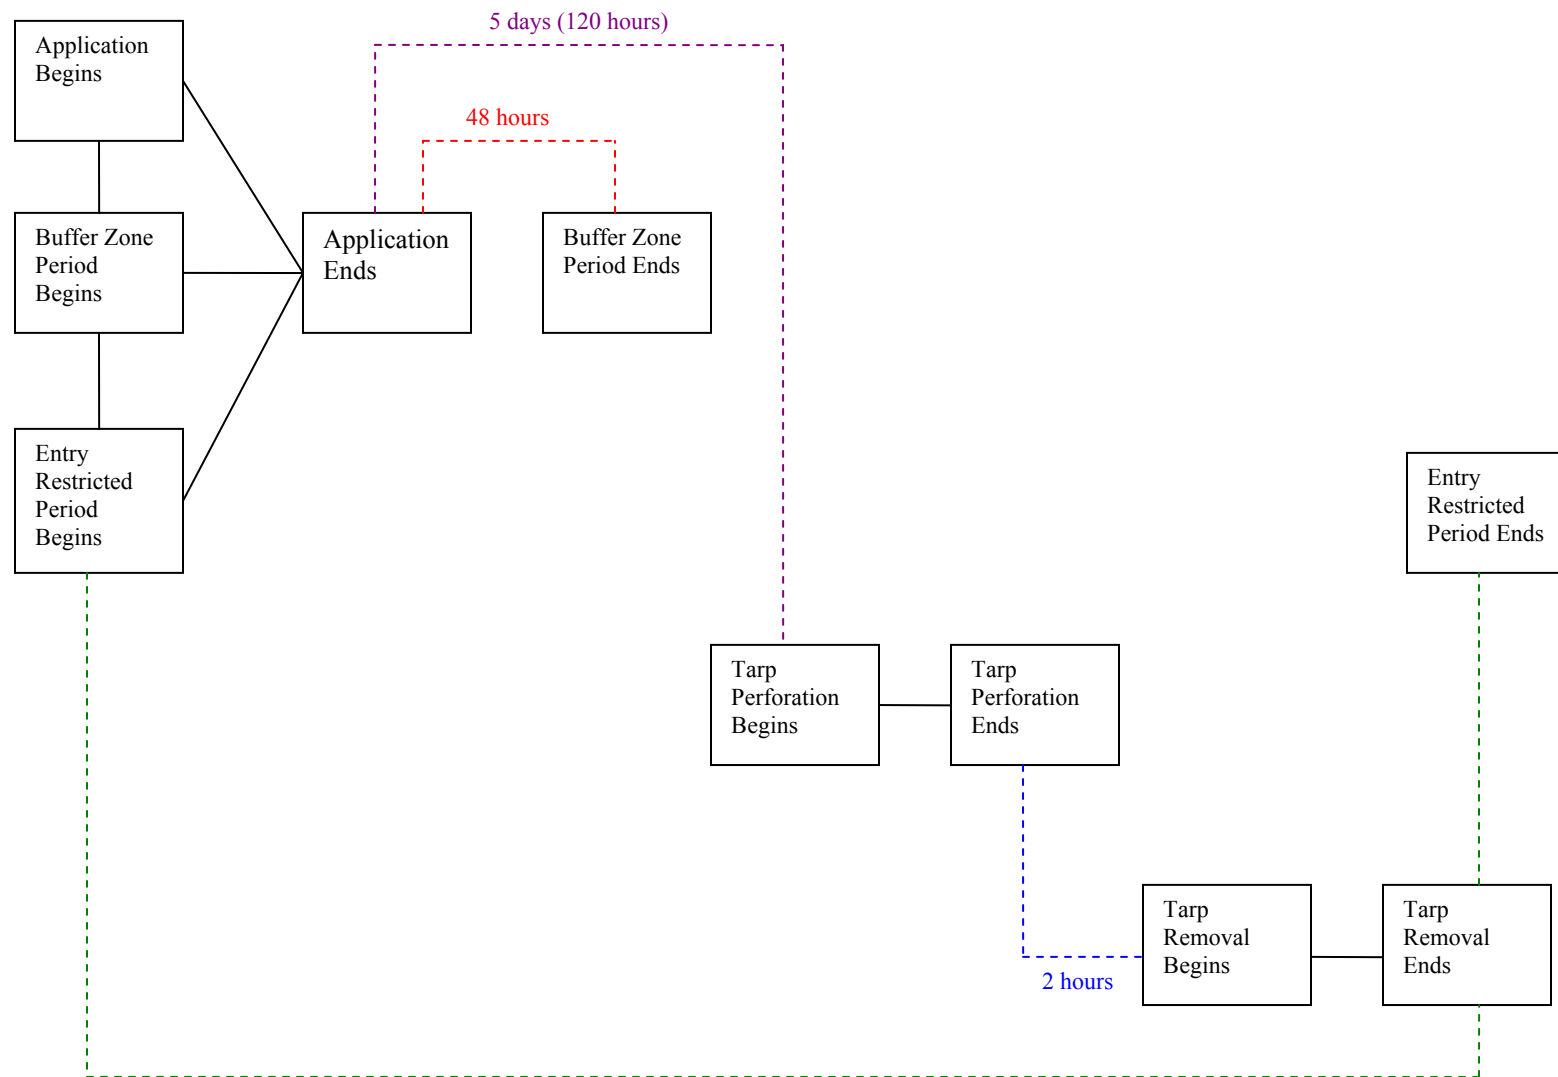 5 days (120 hours)
Application
Begins
48 hours
Buffer Zone
Period
Begins
Application
Ends
Buffer Zone
Period Ends
Entry
Restricted
Period
Begins
Entry
Restricted
Period Ends
Tarp
Perforation
Begins
Tarp
Perforation
Ends
Tarp
Removal
Begins
Tarp
Removal
Ends
2 hours